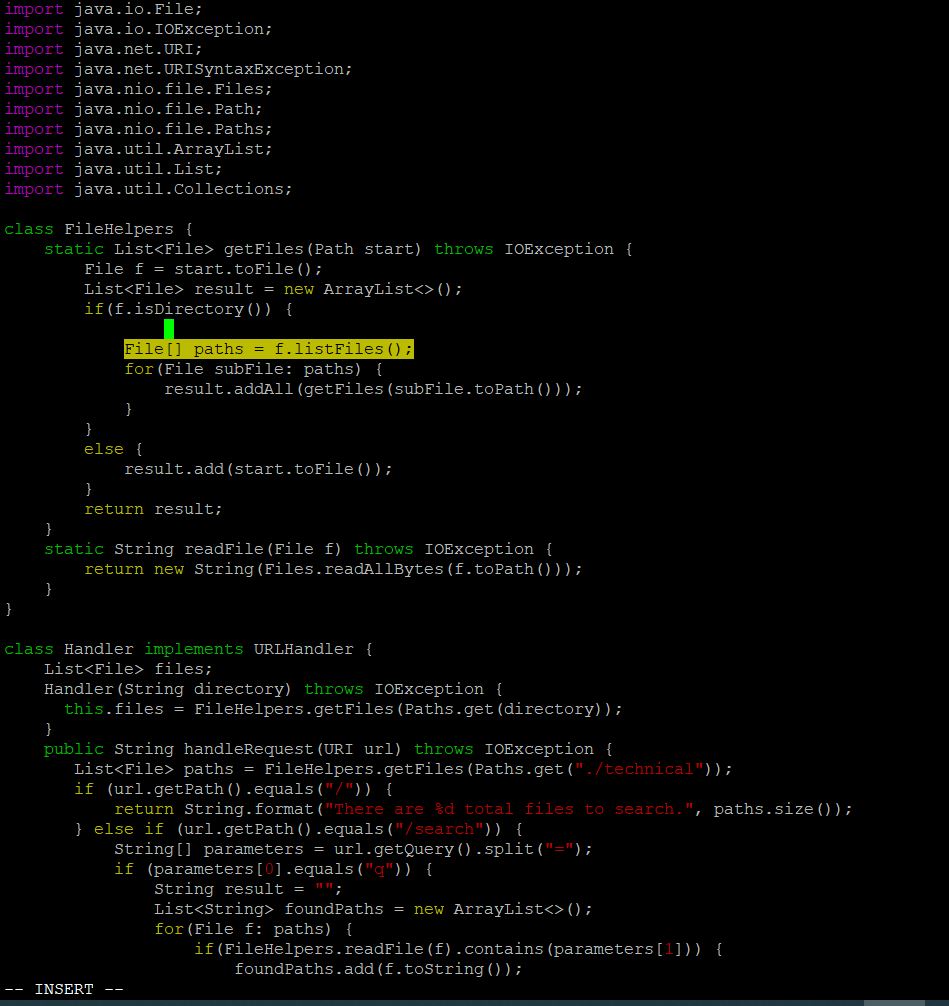 import java.io.File;
import java.io.IOException;
import java.net.URI;
import java.net.URISyntaxException;
import java.nio.file.Files;
import java.nio.file.Path;
import java.nio.file.Paths;
import java.util.ArrayList;
import java.util.List;
import java.util.Collections;

class FileHelpers {
    static List<File> getFiles(Path start) throws IOException {
        File f = start.toFile();
        List<File> result = new ArrayList<>();
        if(f.isDirectory()) {

            File[] paths = f.listFiles();
            for(File subFile: paths) {
                result.addAll(getFiles(subFile.toPath()));
            }
        }
        else {
            result.add(start.toFile());
        }
        return result;
    }
    static String readFile(File f) throws IOException {
        return new String(Files.readAllBytes(f.toPath()));
    }
}

class Handler implements URLHandler {
    List<File> files;
    Handler(String directory) throws IOException {
      this.files = FileHelpers.getFiles(Paths.get(directory));
    }
    public String handleRequest(URI url) throws IOException {
       List<File> paths = FileHelpers.getFiles(Paths.get("./technical"));
       if (url.getPath().equals("/")) {
           return String.format("There are %d total files to search.", paths.size());
       } else if (url.getPath().equals("/search")) {
           String[] parameters = url.getQuery().split("=");
           if (parameters[0].equals("q")) {
               String result = "";
               List<String> foundPaths = new ArrayList<>();
               for(File f: paths) {
                   if(FileHelpers.readFile(f).contains(parameters[1])) {
                       foundPaths.add(f.toString());
-- INSERT --